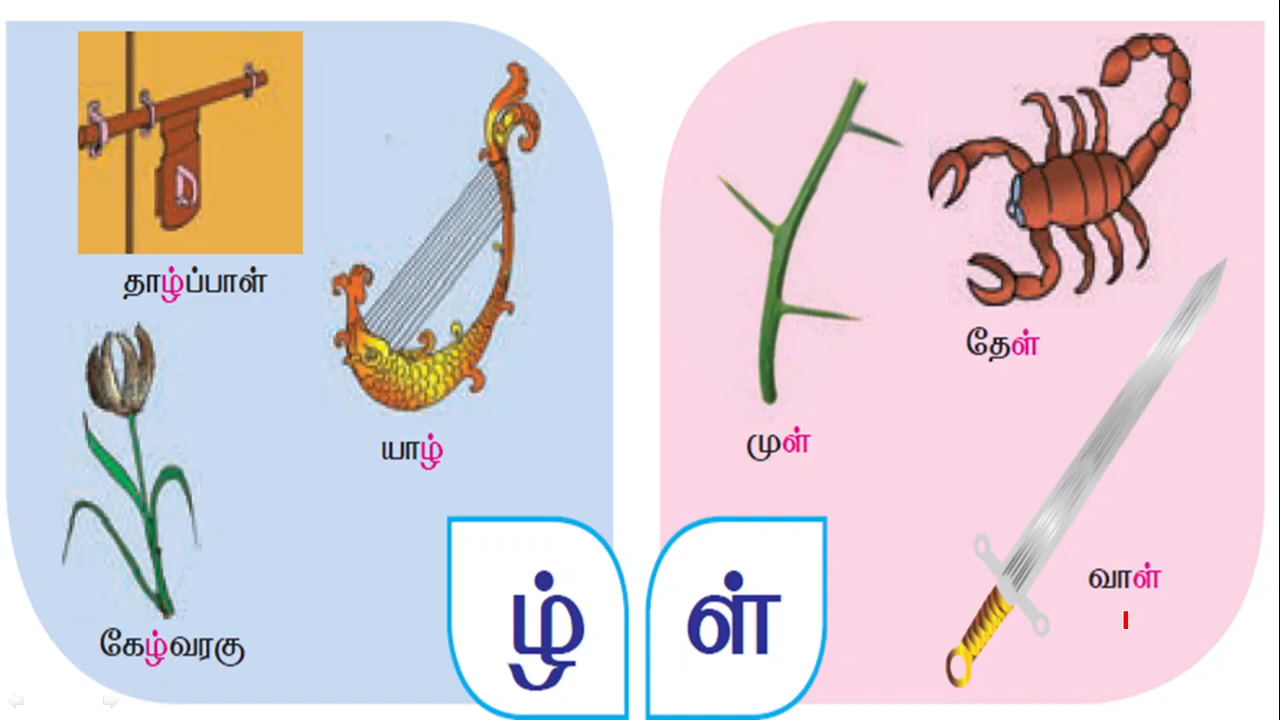 தாழ்ப்பாள்
யாழ்
கேழ்வரகு
ழ்
முள்
தேள்
வாள்
ள்